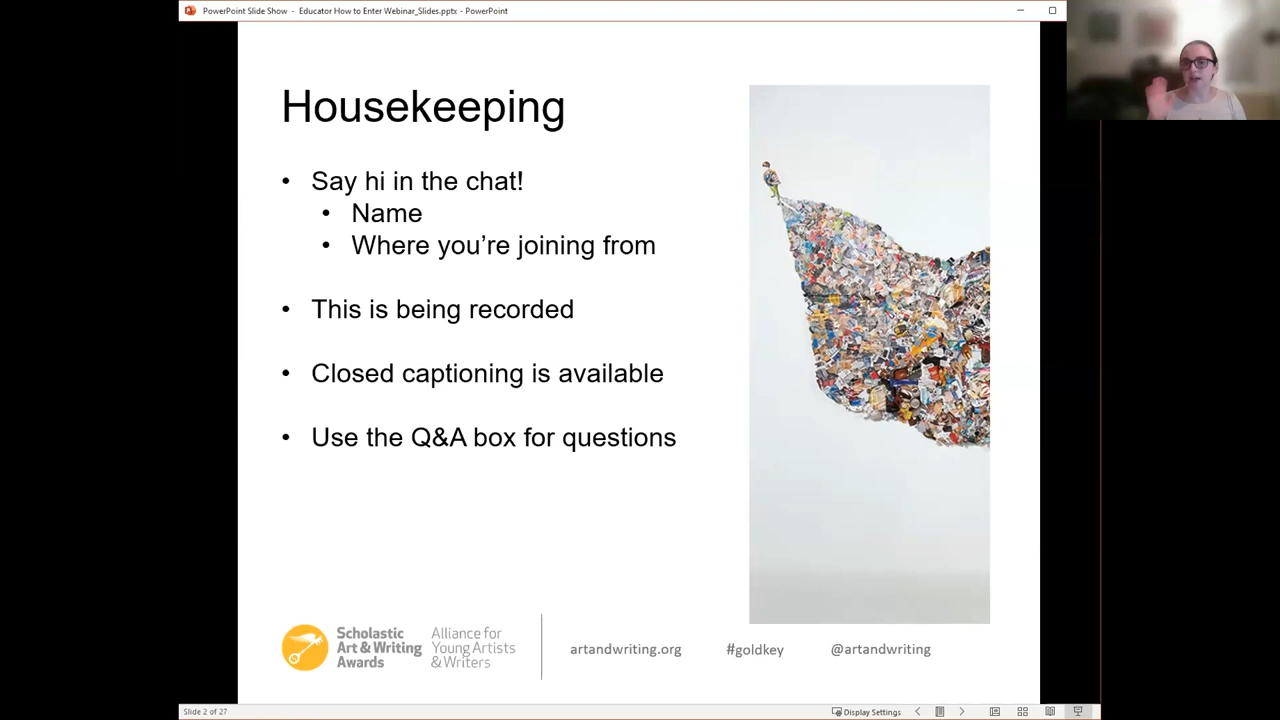 PowerPoint Slide Show - Educator How to Enter Webinar_Slides.pptx - PowerPoint
Housekeeping
• Say hi in the chat!
• Name
• Where you're joining from
• This is being recorded
• Closed captioning is available
• Use the Q&A box for questions
Scholastic
Art & Writing
Awards
Alliance for
Young Artists
& Writers
artandwriting.org
#goldkey
@artandwriting
Slide 2 of 27
Display Settings